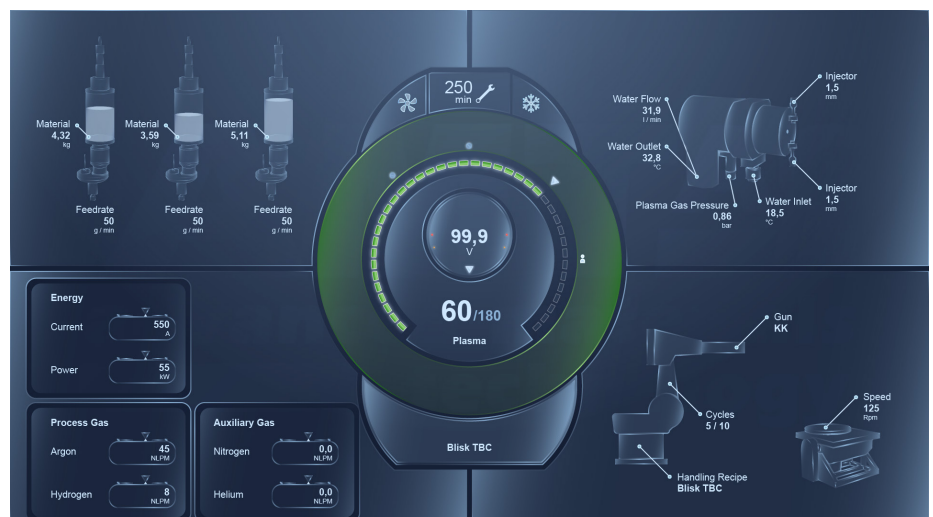 Material
4,32
kg
Feedrate
50
g / min
Material
3,59
kg
Feedrate
50
g / min
Material
5,11
kg
Feedrate
50
g / min
250
min
99,9
V
60/180
Plasma
Blisk TBC
Water Flow
31,9
l / min
Water Outlet
32,8
°C
Plasma Gas Pressure
0,86
bar
Water Inlet
18,5
°C
Injector
1,5
mm
Injector
1,5
mm
Energy
Current
550
A
Power
55
kW
Process Gas
Argon
45
NLPM
Hydrogen
8
NLPM
Auxiliary Gas
Nitrogen
0,0
NLPM
Helium
0,0
NLPM
Gun
KK
Cycles
5 / 10
Handling Recipe
Blisk TBC
Speed
125
Rpm